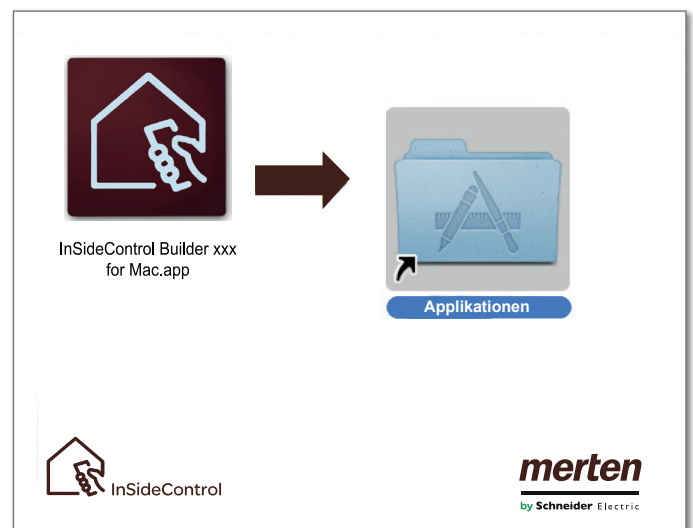 InSideControl Builder xxx
for Mac.app
Applikationen
InSideControl
merten
by Schneider Electric